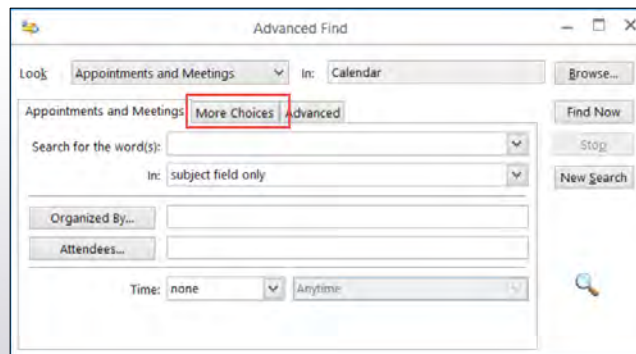 Advanced Find
Look Appointments and Meetings In: Calendar Browse...
Appointments and Meetings More Choices Advanced Find Now
Search for the word(s): Stop
In: subject field only New Search
Organized By...
Attendees...
Time: none Anytime